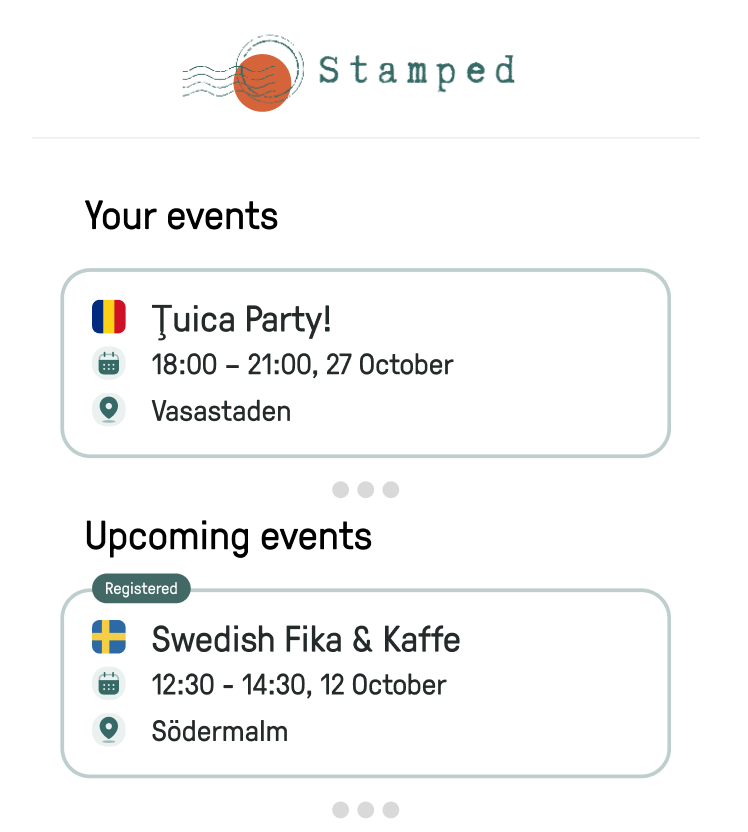 Stamped
Your events
Ţuica Party!
18:00 – 21:00, 27 October
Vasastaden
Upcoming events
Registered
Swedish Fika & Kaffe
12:30 - 14:30, 12 October
Södermalm